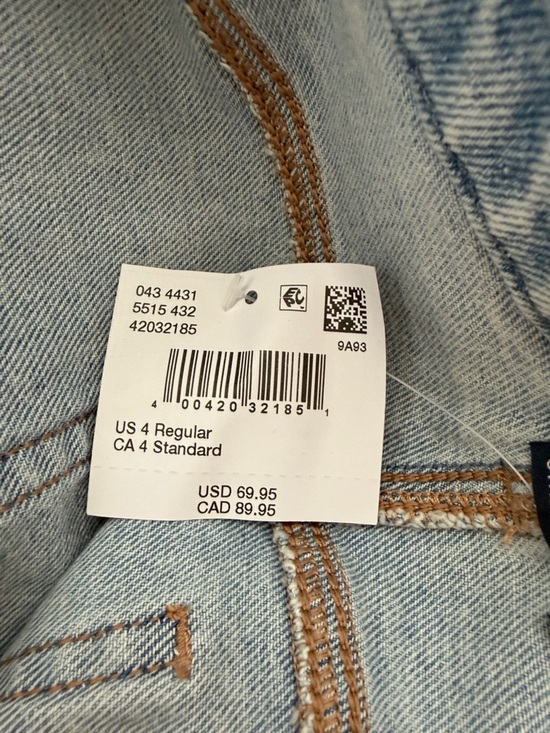 043 4431
5515 432
42032185
9A93
4 00420 32185 1
US 4 Regular
CA 4 Standard
USD 69.95
CAD 89.95